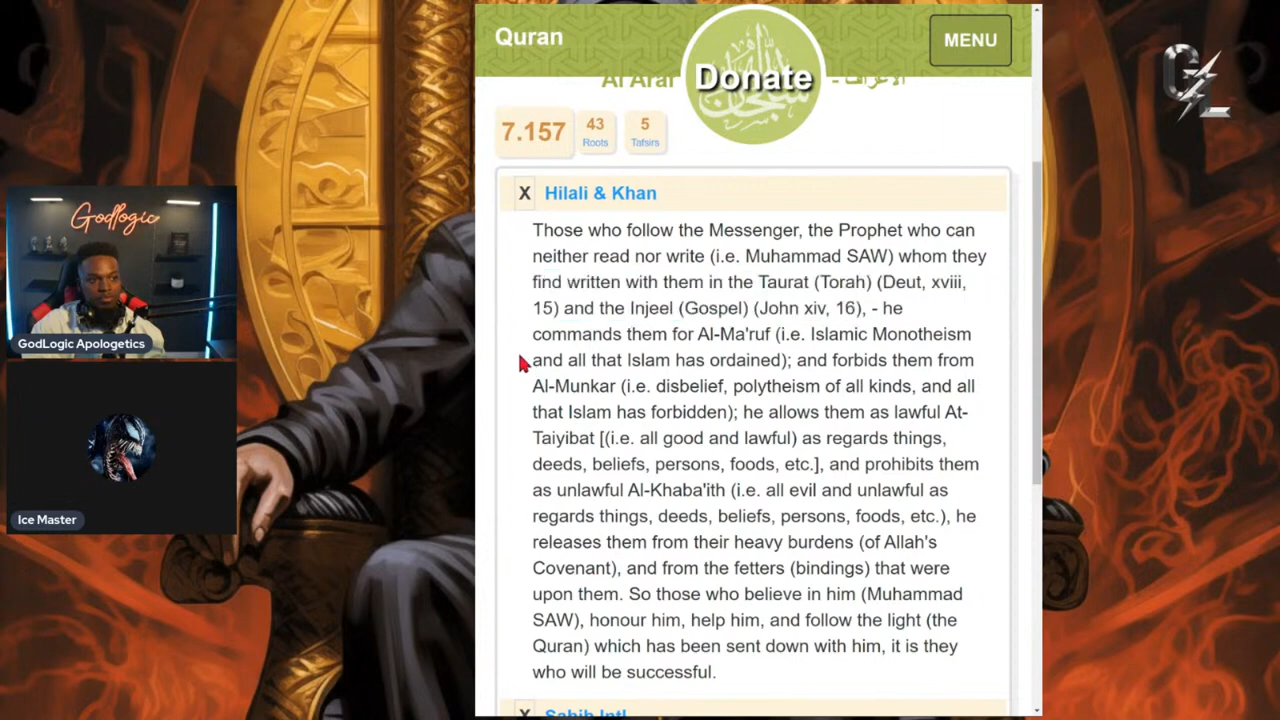 Quran
Donate
MENU
Al Araf
7.157
43
Roots
5
Tafsirs
X Hilali & Khan
Those who follow the Messenger, the Prophet who can
neither read nor write (i.e. Muhammad SAW) whom they
find written with them in the Taurat (Torah) (Deut, xviii,
15) and the Injeel (Gospel) (John xiv, 16), - he
commands them for Al-Ma'ruf (i.e. Islamic Monotheism
and all that Islam has ordained); and forbids them from
Al-Munkar (i.e. disbelief, polytheism of all kinds, and all
that Islam has forbidden); he allows them as lawful At-
Taiyibat [(i.e. all good and lawful) as regards things,
deeds, beliefs, persons, foods, etc.], and prohibits them
as unlawful Al-Khaba'ith (i.e. all evil and unlawful as
regards things, deeds, beliefs, persons, foods, etc.), he
releases them from their heavy burdens (of Allah's
Covenant), and from the fetters (bindings) that were
upon them. So those who believe in him (Muhammad
SAW), honour him, help him, and follow the light (the
Quran) which has been sent down with him, it is they
who will be successful.
X Sahih Intl
Godlogic
GodLogic Apologetics
Ice Master
GL